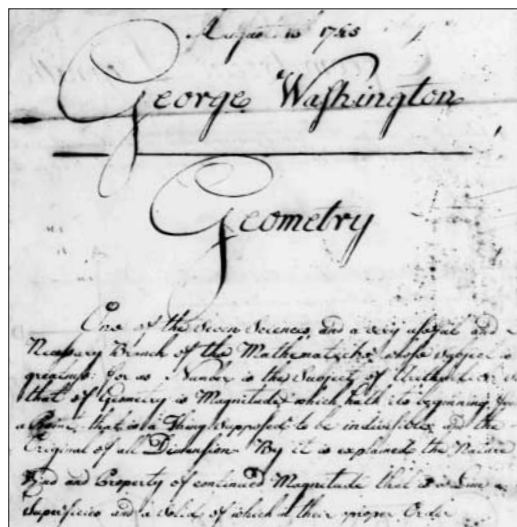 August 13 1745
George Washington
Geometry
One of the Seven Sciences and a very useful and
Necessary Branch of the Mathematicks whose Subject is
greatness: for as Number is the Subject of Arithmetick so
that of Geometry is Magnitude which hath its beginning from
a Point that is a Thing Supposed to be indivisible and the
Original of all Dimension By it is explained the Nature
Kind and Property of continued Magnitude that is a Line a
Superficies and a Solid of which in their proper Order